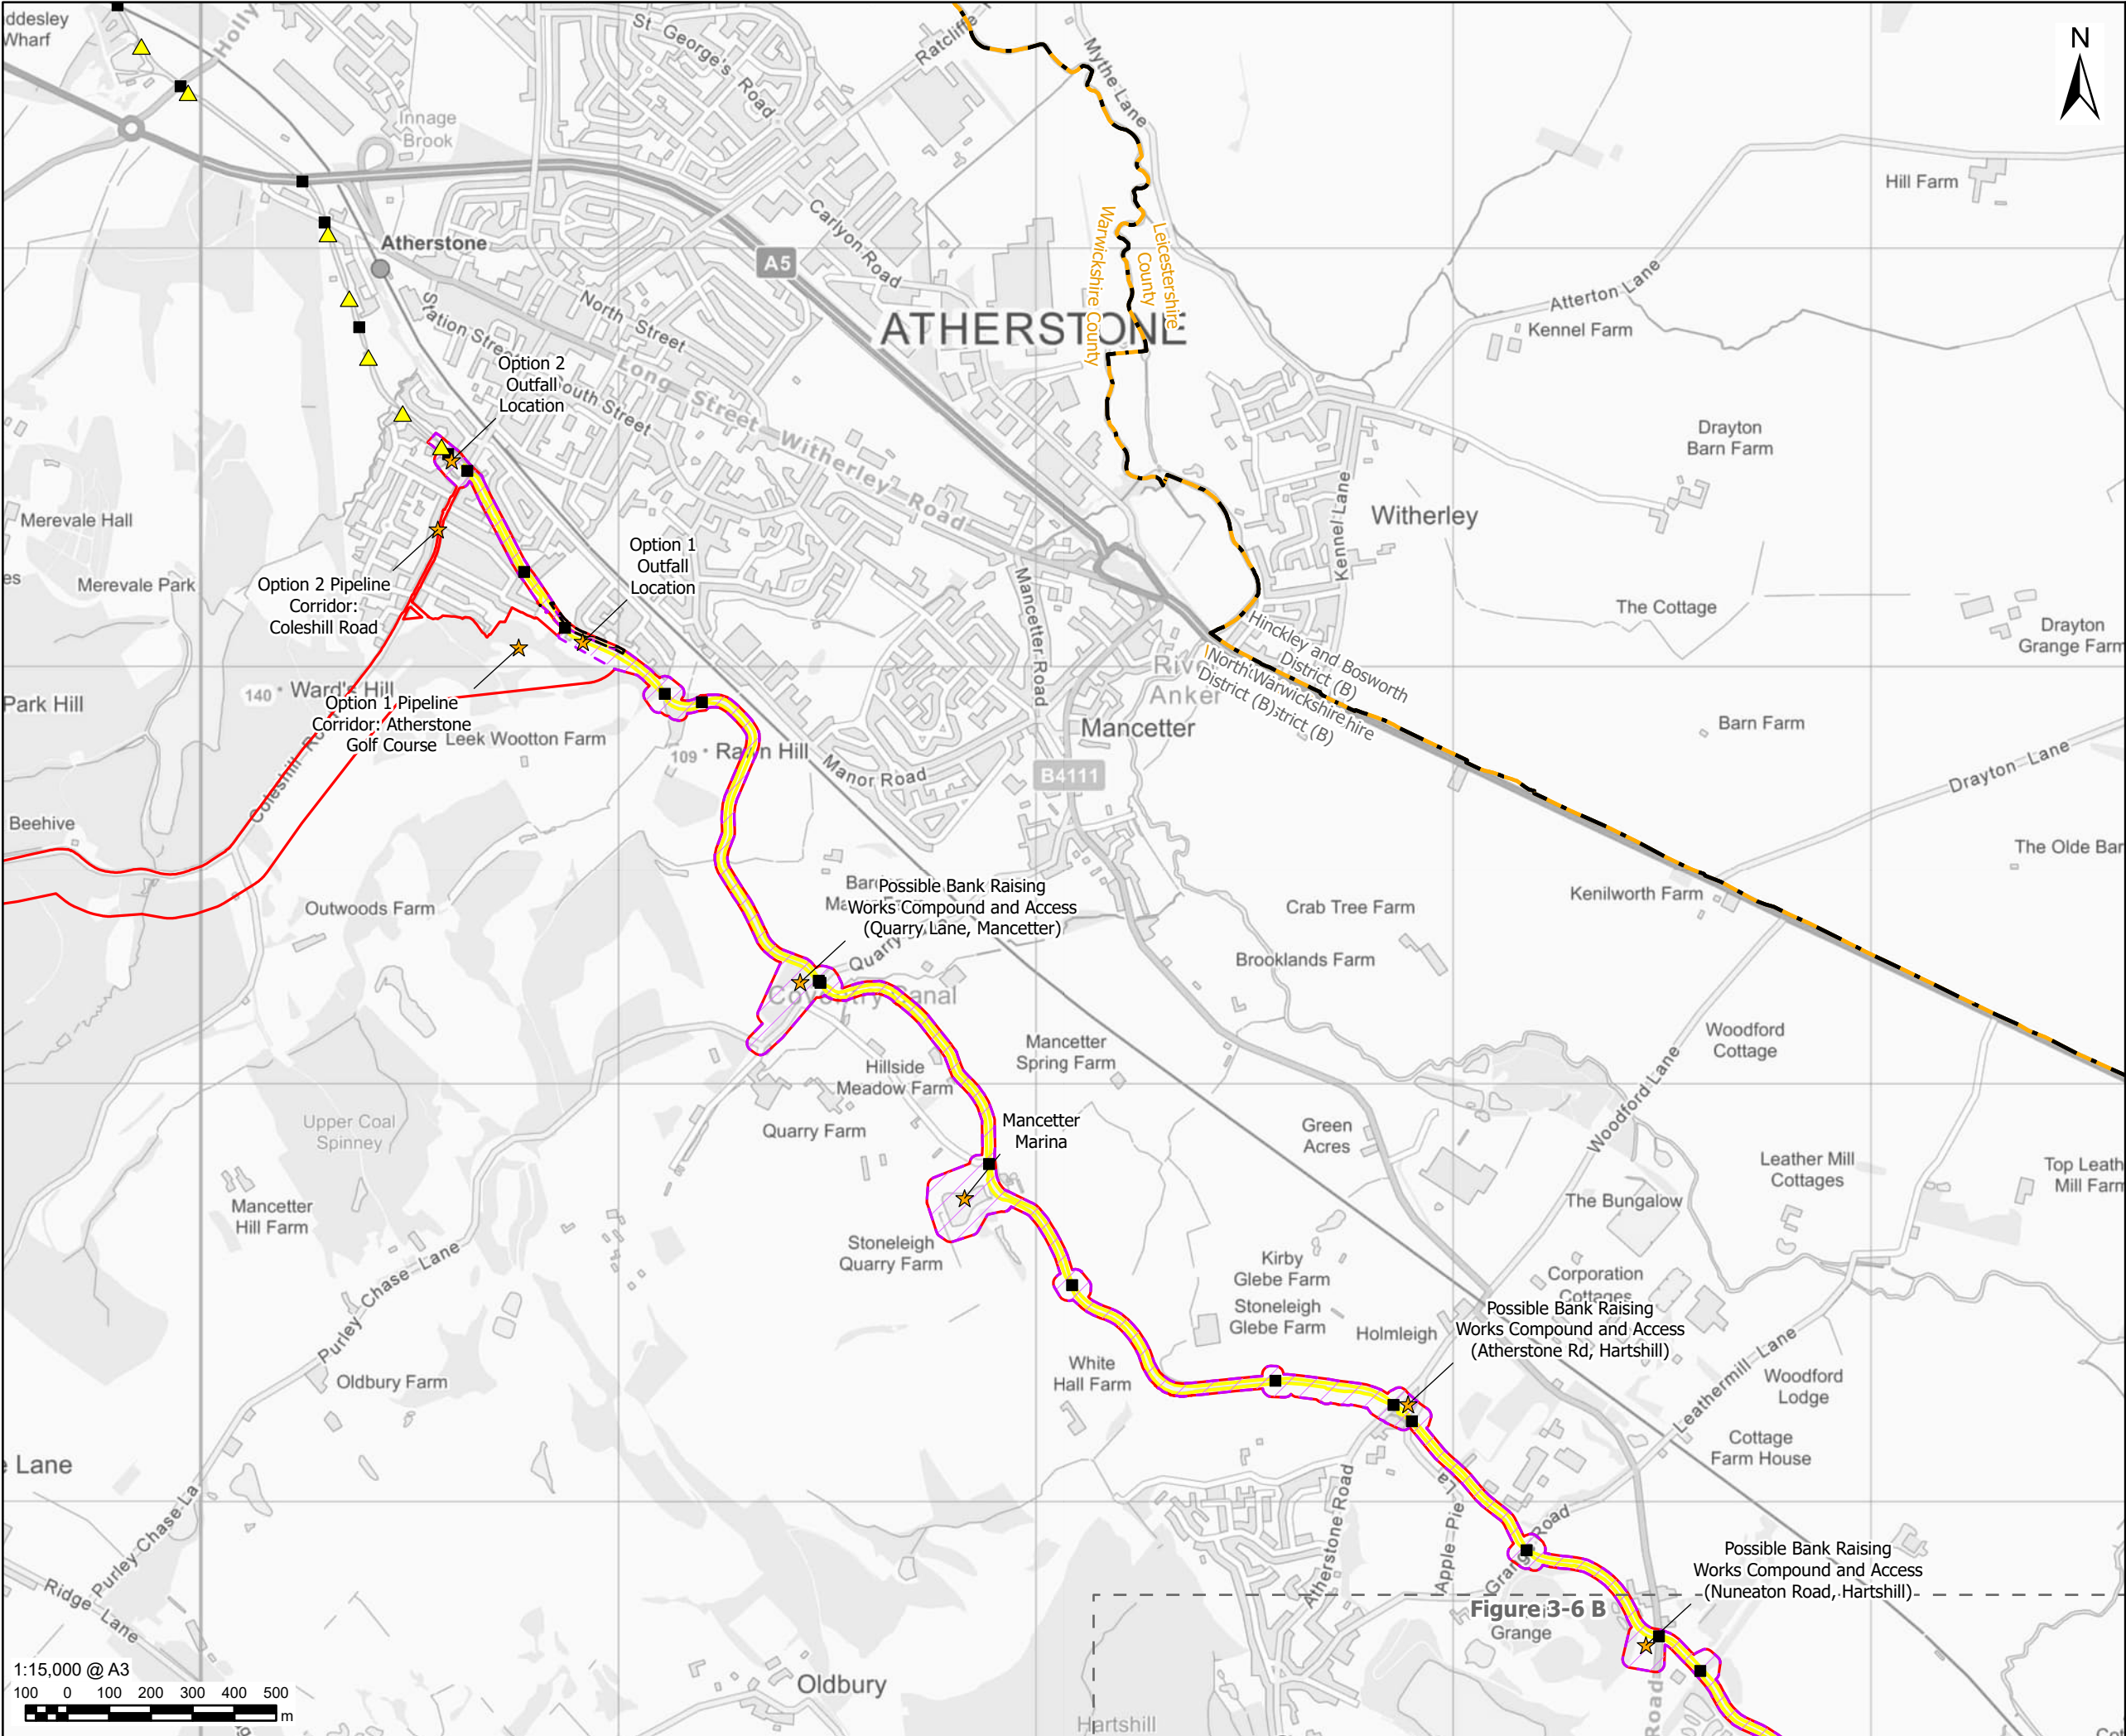 ddesley
Wharf
Holly
St George's Road
Ratcliffe
Mythe Lane
N
Innage
Brook
Hill Farm
Carlyon Road
Atherstone
A5
Warwickshire County
Leicestershire
County
Atterton Lane
Kennel Farm
Station Street
North Street
ATHERSTONE
Option 2
Outfall
Location
South Street
Long Street
Witherley Road
Drayton
Barn Farm
Merevale Hall
Kennel Lane
Witherley
es
Merevale Park
Option 2 Pipeline
Corridor:
Coleshill Road
Option 1
Outfall
Location
Mancetter Road
The Cottage
Drayton
Grange Farm
Hinckley and Bosworth
District (B)
North Warwickshire
District (B)
River
Anker
Park Hill
140
Ward's Hill
Option 1 Pipeline
Corridor: Atherstone
Golf Course
Leek Wootton Farm
109
Rawn Hill
Manor Road
Mancetter
B4111
Barn Farm
Drayton Lane
Beehive
Coleshill Ro
The Olde Bar
Outwoods Farm
Possible Bank Raising
Works Compound and Access
(Quarry Lane, Mancetter)
Quarry
Crab Tree Farm
Kenilworth Farm
Brooklands Farm
Coventry Canal
Mancetter
Spring Farm
Woodford
Cottage
Hillside
Meadow Farm
Woodford Lane
Upper Coal
Spinney
Quarry Farm
Mancetter
Marina
Green
Acres
Leather Mill
Cottages
Top Leath
Mill Farm
Mancetter
Hill Farm
The Bungalow
Stoneleigh
Quarry Farm
Kirby
Glebe Farm
Corporation
Cottages
Purley Chase Lane
Stoneleigh
Glebe Farm
Holmleigh
Possible Bank Raising
Works Compound and Access
(Atherstone Rd, Hartshill)
Oldbury Farm
White
Hall Farm
Leathermill Lane
Woodford
Lodge
Cottage
Farm House
Lane
Atherstone Road
Apple Pie La
Grange Road
Purley Chase La
Ridge Lane
Possible Bank Raising
Works Compound and Access
(Nuneaton Road, Hartshill)
Figure 3-6 B
Grange
1:15,000 @ A3
100 0 100 200 300 400 500
m
Oldbury
Hartshill
Road